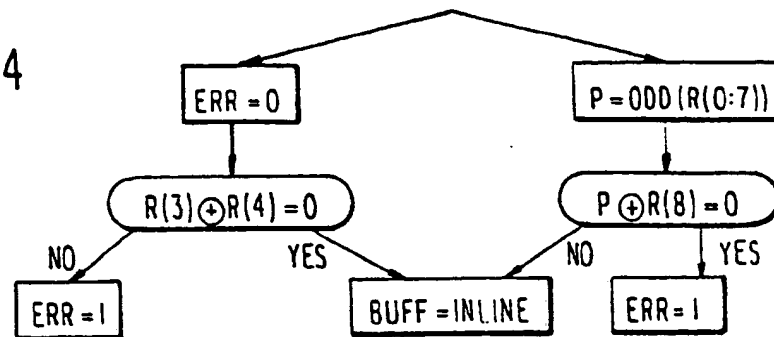 4
ERR = 0
P = ODD (R(0:7))
R(3) ⊕ R(4) = 0
P ⊕ R(8) = 0
NO
YES
NO
YES
ERR = 1
BUFF = INLINE
ERR = 1